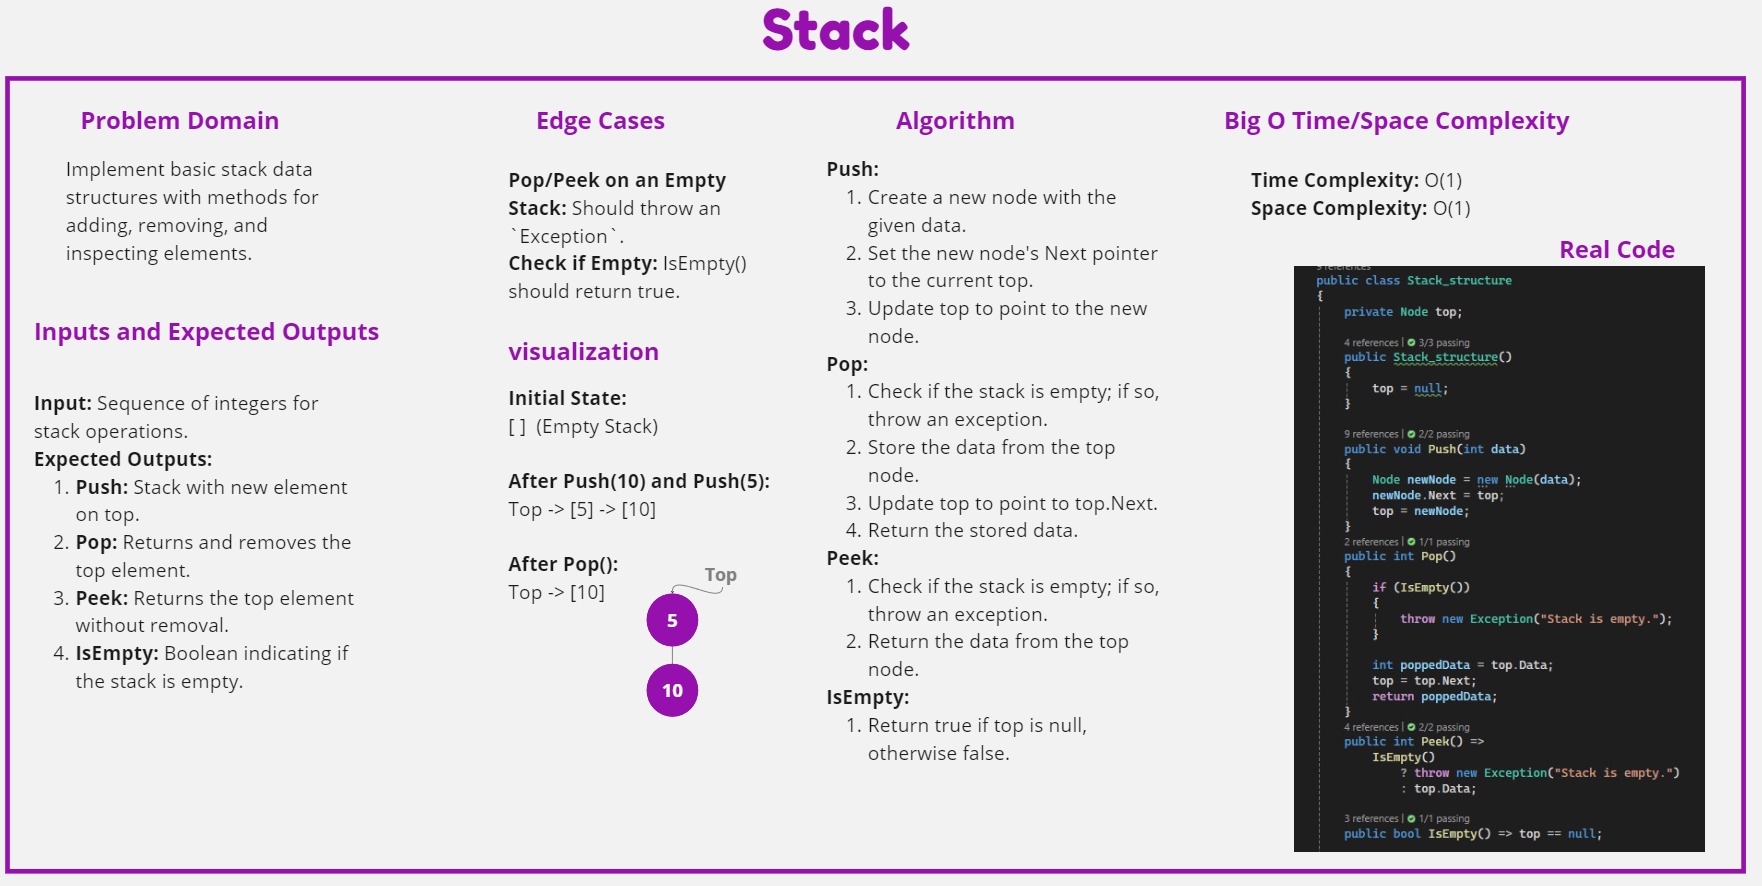 Stack
Problem Domain
Implement basic stack data
structures with methods for
adding, removing, and
inspecting elements.
Inputs and Expected Outputs
Input: Sequence of integers for
stack operations.
Expected Outputs:
1. Push: Stack with new element
on top.
2. Pop: Returns and removes the
top element.
3. Peek: Returns the top element
without removal.
4. IsEmpty: Boolean indicating if
the stack is empty.
Edge Cases
Pop/Peek on an Empty
Stack: Should throw an
`Exception`.
Check if Empty: IsEmpty()
should return true.
visualization
Initial State:
[ ] (Empty Stack)
After Push(10) and Push(5):
Top -> [5] -> [10]
After Pop():
Top -> [10]
Top
5
10
Algorithm
Push:
1. Create a new node with the
given data.
2. Set the new node's Next pointer
to the current top.
3. Update top to point to the new
node.
Pop:
1. Check if the stack is empty; if so,
throw an exception.
2. Store the data from the top
node.
3. Update top to point to top.Next.
4. Return the stored data.
Peek:
1. Check if the stack is empty; if so,
throw an exception.
2. Return the data from the top
node.
IsEmpty:
1. Return true if top is null,
otherwise false.
Big O Time/Space Complexity
Time Complexity: O(1)
Space Complexity: O(1)
Real Code
references
public class Stack_structure
{
private Node top;
4 references | 3/3 passing
public Stack_structure()
{
top = null;
}
9 references | 2/2 passing
public void Push(int data)
{
Node newNode = new Node(data);
newNode.Next = top;
top = newNode;
}
2 references | 1/1 passing
public int Pop()
{
if (IsEmpty())
{
throw new Exception("Stack is empty.");
}
int poppedData = top.Data;
top = top.Next;
return poppedData;
}
4 references | 2/2 passing
public int Peek() =>
IsEmpty()
? throw new Exception("Stack is empty.")
: top.Data;
3 references | 1/1 passing
public bool IsEmpty() => top == null;